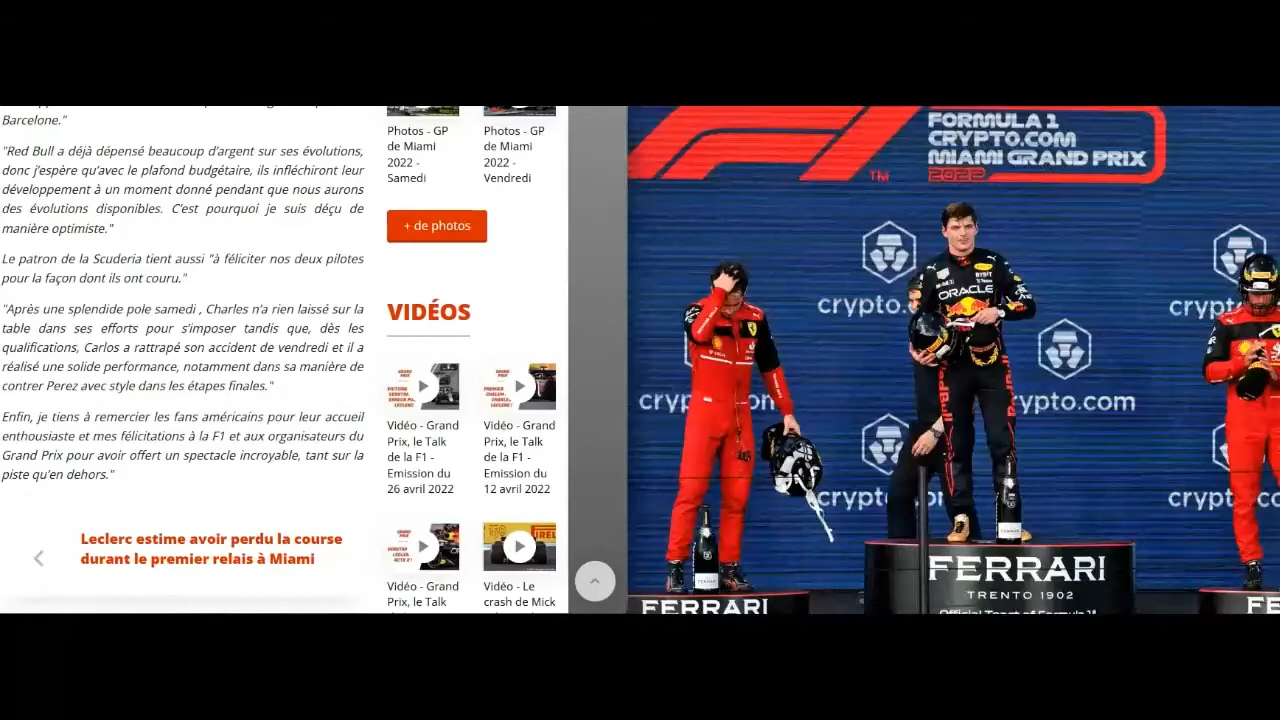 Barcelone."
"Red Bull a déjà dépensé beaucoup d'argent sur ses évolutions,
donc j'espère qu'avec le plafond budgétaire, ils infléchiront leur
développement à un moment donné pendant que nous aurons
des évolutions disponibles. C'est pourquoi je suis déçu de
manière optimiste."
Le patron de la Scuderia tient aussi "à féliciter nos deux pilotes
pour la façon dont ils ont couru."
"Après une splendide pole samedi , Charles n'a rien laissé sur la
table dans ses efforts pour s'imposer tandis que, dès les
qualifications, Carlos a rattrapé son accident de vendredi et il a
réalisé une solide performance, notamment dans sa manière de
contrer Perez avec style dans les étapes finales."
Enfin, je tiens à remercier les fans américains pour leur accueil
enthousiaste et mes félicitations à la F1 et aux organisateurs du
Grand Prix pour avoir offert un spectacle incroyable, tant sur la
piste qu'en dehors."
Leclerc estime avoir perdu la course
durant le premier relais à Miami
Photos - GP
de Miami
2022 -
Samedi
Photos - GP
de Miami
2022 -
Vendredi
+ de photos
VIDÉOS
Vidéo - Grand
Prix, le Talk
de la F1 -
Emission du
26 avril 2022
Vidéo - Grand
Prix, le Talk
de la F1 -
Emission du
12 avril 2022
Vidéo - Grand
Prix, le Talk
Vidéo - Le
crash de Mick
FORMULA 1
CRYPTO.COM
MIAMI GRAND PRIX
2022
TM
crypto.
crypto.com
crypto.com
ORACLE
BYBIT
FERRARI
TRENTO 1902
Official Toast of Formula 1®
FERRARI